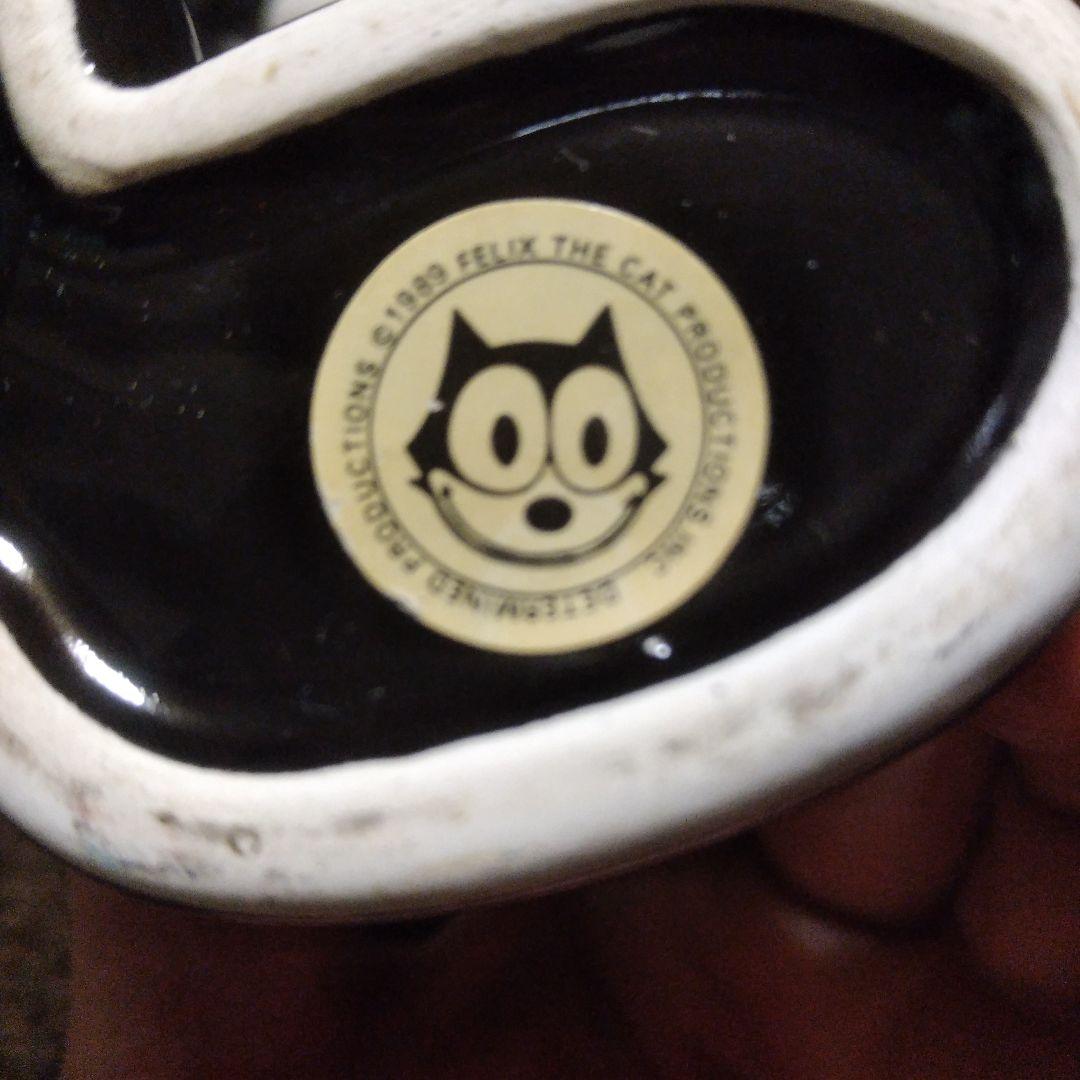 ©1989 FELIX THE CAT PRODUCTIONS, INC. DETERMINED PRODUCTIONS